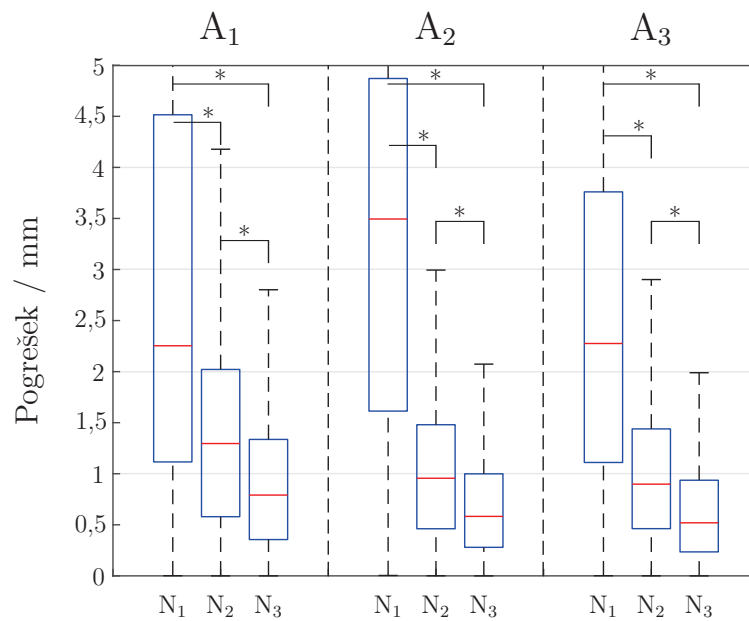 A₁ A₂ A₃
Pogrešek / mm
5
4,5
4
3,5
3
2,5
2
1,5
1
0,5
0
* * *
* * *
* * *
N₁ N₂ N₃ N₁ N₂ N₃ N₁ N₂ N₃